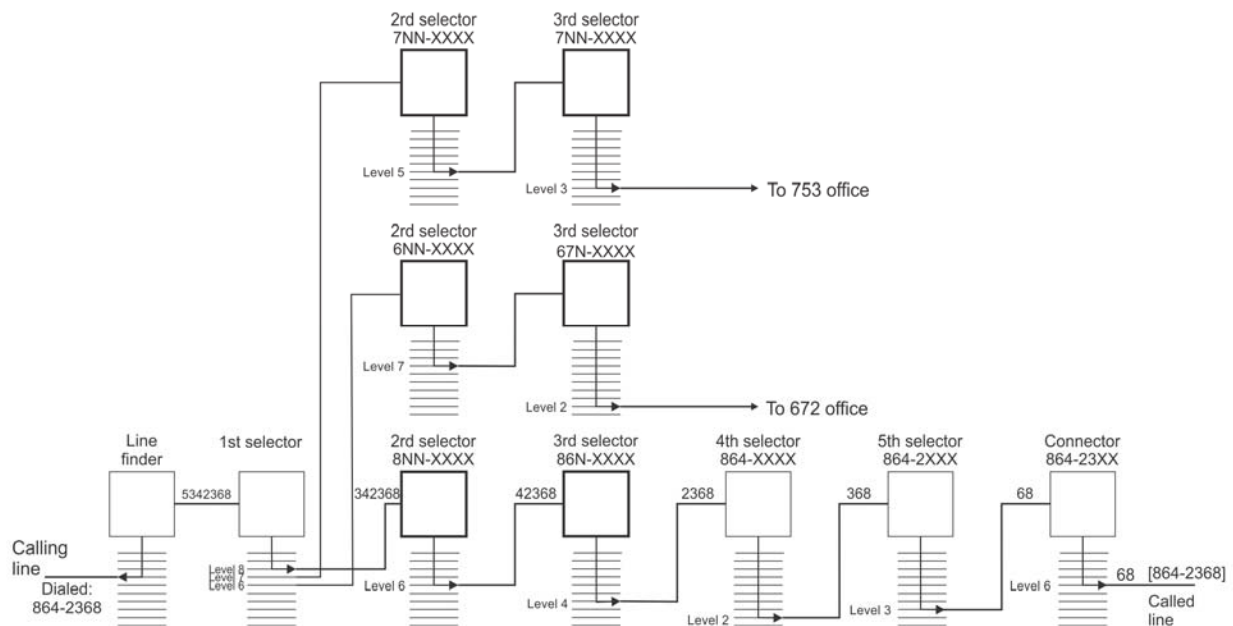 2rd selector
7NN-XXXX
3rd selector
7NN-XXXX
Level 5
Level 3
To 753 office
2rd selector
6NN-XXXX
3rd selector
67N-XXXX
Level 7
Level 2
To 672 office
Line
finder
1st selector
2rd selector
8NN-XXXX
3rd selector
86N-XXXX
4th selector
864-XXXX
5th selector
864-2XXX
Connector
864-23XX
5342368
342368
42368
2368
368
68
Calling
line
Dialed:
864-2368
Level 8
Level 7
Level 6
Level 6
Level 4
Level 2
Level 3
Level 6
68
[864-2368]
Called
line